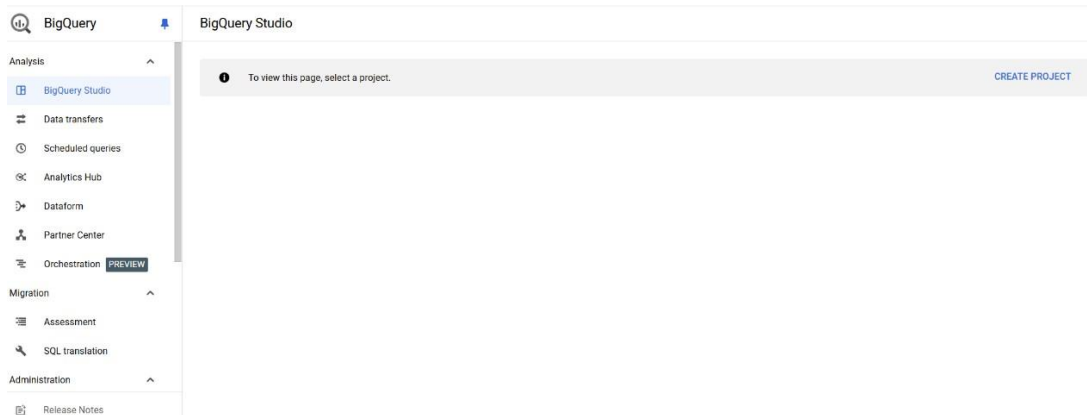 BigQuery
BigQuery Studio
Analysis
To view this page, select a project.
CREATE PROJECT
BigQuery Studio
Data transfers
Scheduled queries
Analytics Hub
Dataform
Partner Center
Orchestration PREVIEW
Migration
Assessment
SQL translation
Administration
Release Notes